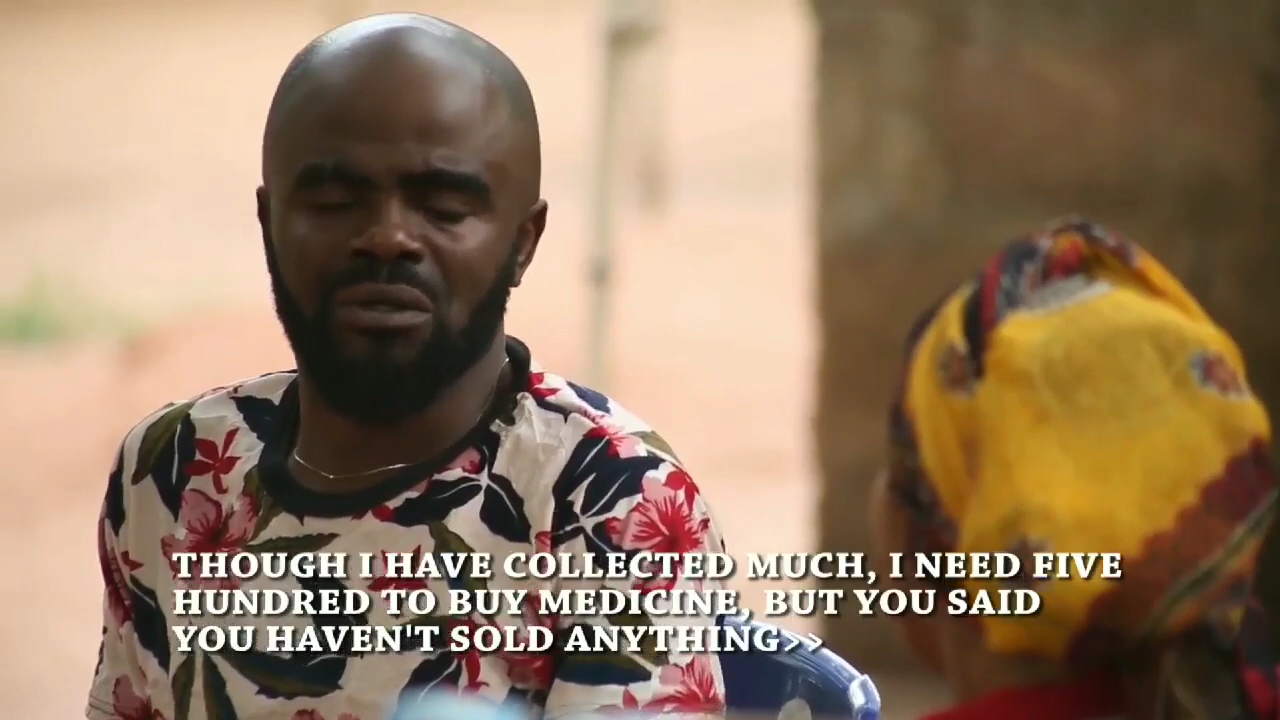 THOUGH I HAVE COLLECTED MUCH, I NEED FIVE
HUNDRED TO BUY MEDICINE, BUT YOU SAID
YOU HAVEN'T SOLD ANYTHING>>